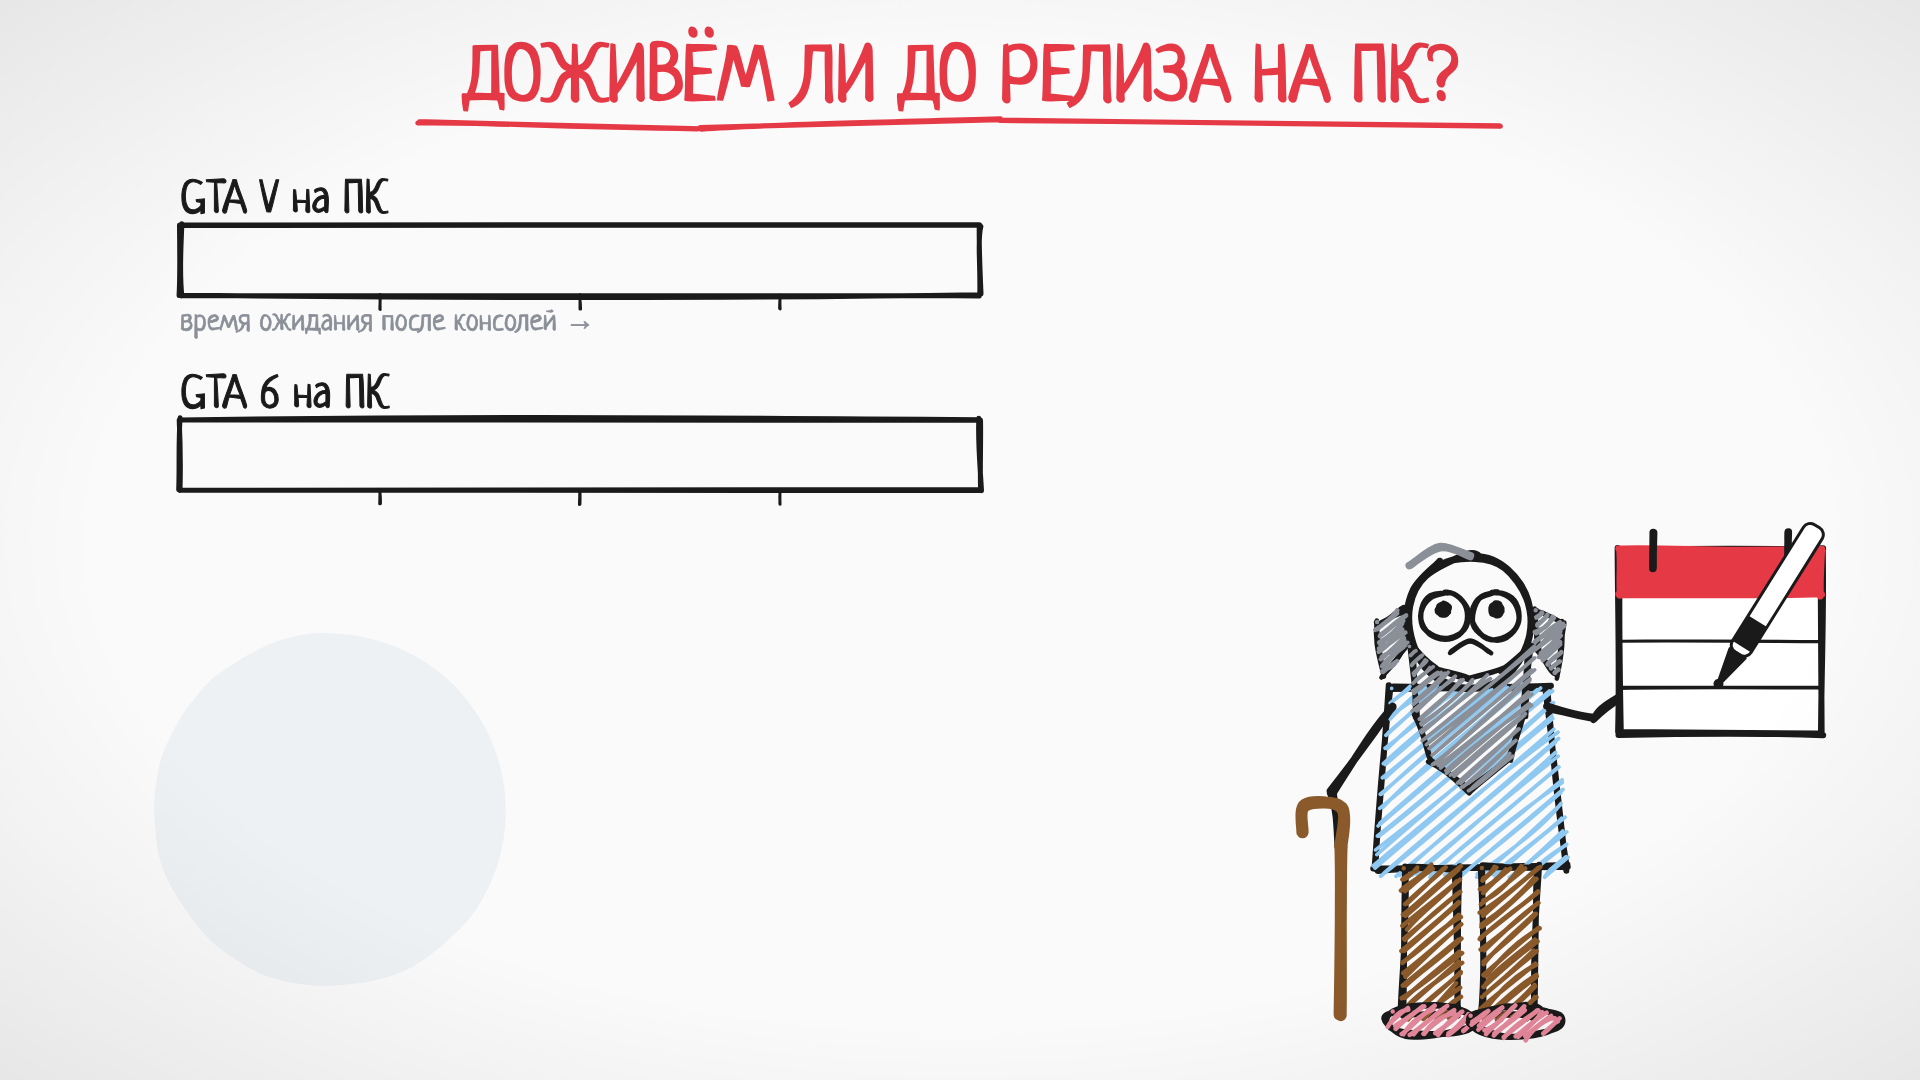 ДОЖИВЁМ ЛИ ДО РЕЛИЗА НА ПК?
GTA V на ПК
время ожидания после консолей →
GTA 6 на ПК